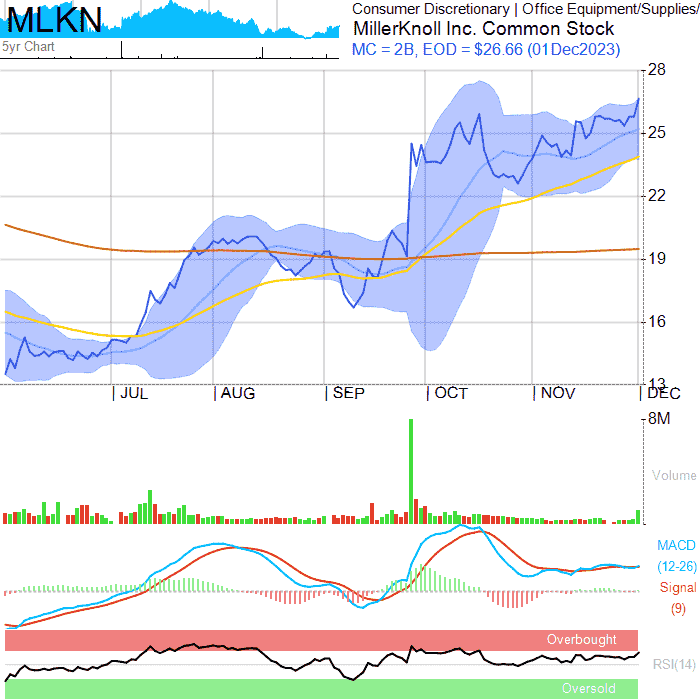 MLKN
5yr Chart
Consumer Discretionary | Office Equipment/Supplies/
MillerKnoll Inc. Common Stock
MC = 2B, EOD = $26.66 (01Dec2023)
28
25
22
19
16
13
JUL AUG SEP OCT NOV DEC
8M
Volume
MACD
(12-26)
Signal
(9)
Overbought
RSI(14)
Oversold